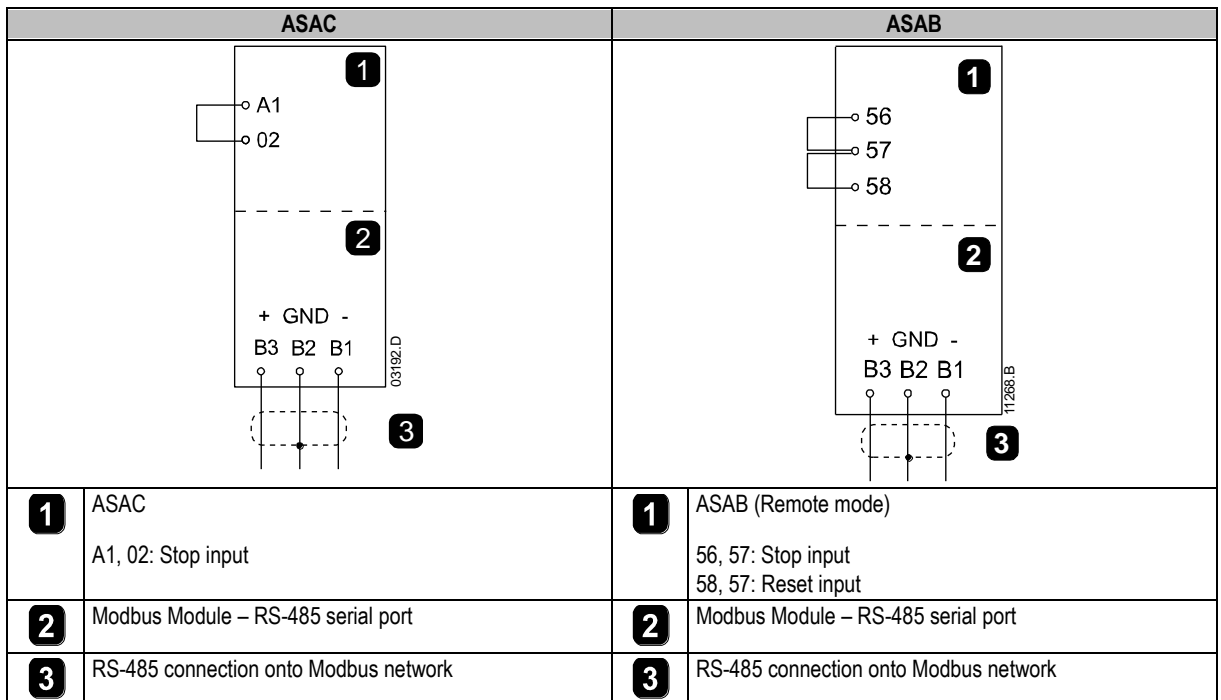 ASAC
ASAB
1
A1
02
2
+ GND -
B3 B2 B1
03192.D
3
1
56
57
58
2
+ GND -
B3 B2 B1
11268.B
3
1
ASAC
A1, 02: Stop input
1
ASAB (Remote mode)
56, 57: Stop input
58, 57: Reset input
2
Modbus Module – RS-485 serial port
2
Modbus Module – RS-485 serial port
3
RS-485 connection onto Modbus network
3
RS-485 connection onto Modbus network